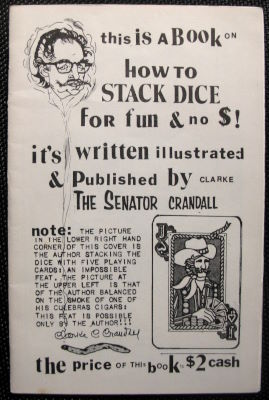 this is A Book on
how to
STACK DICE
for fun & no $!
it's written illustrated
& Published by CLARKE
THE SENATOR CRANDALL
note: THE PICTURE
IN THE LOWER RIGHT HAND
CORNER OF THIS COVER IS
THE AUTHOR STACKING THE
DICE WITH FIVE PLAYING
CARDS: AN IMPOSSIBLE
FEAT. THE PICTURE AT
THE UPPER LEFT IS THAT
OF THE AUTHOR BALANCED
ON THE SMOKE OF ONE OF
HIS CULEBRAS CIGARS:
THIS FEAT IS POSSIBLE
ONLY BY THE AUTHOR!!!
Clarke C Crandall
J
J
the price of this book is $2 cash